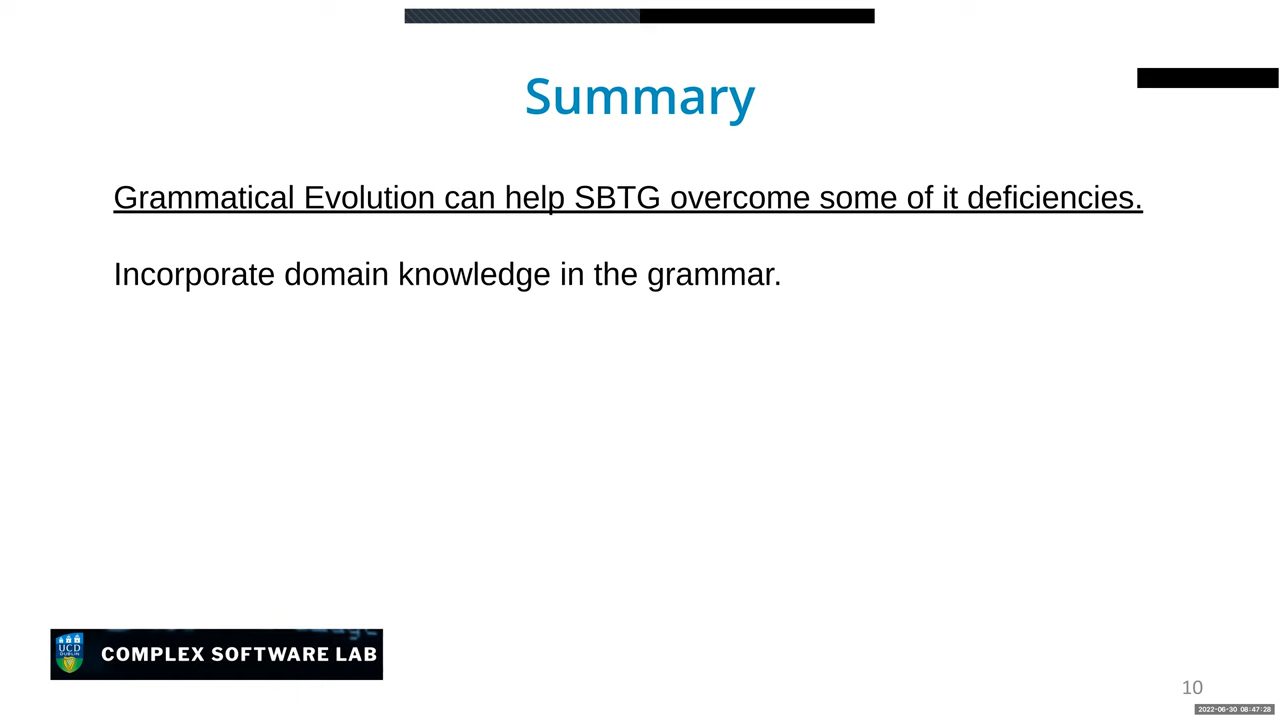 Summary
Grammatical Evolution can help SBTG overcome some of it deficiencies.
Incorporate domain knowledge in the grammar.
UCD
DUBLIN
COMPLEX SOFTWARE LAB
10
2022-06-30 08:47:28